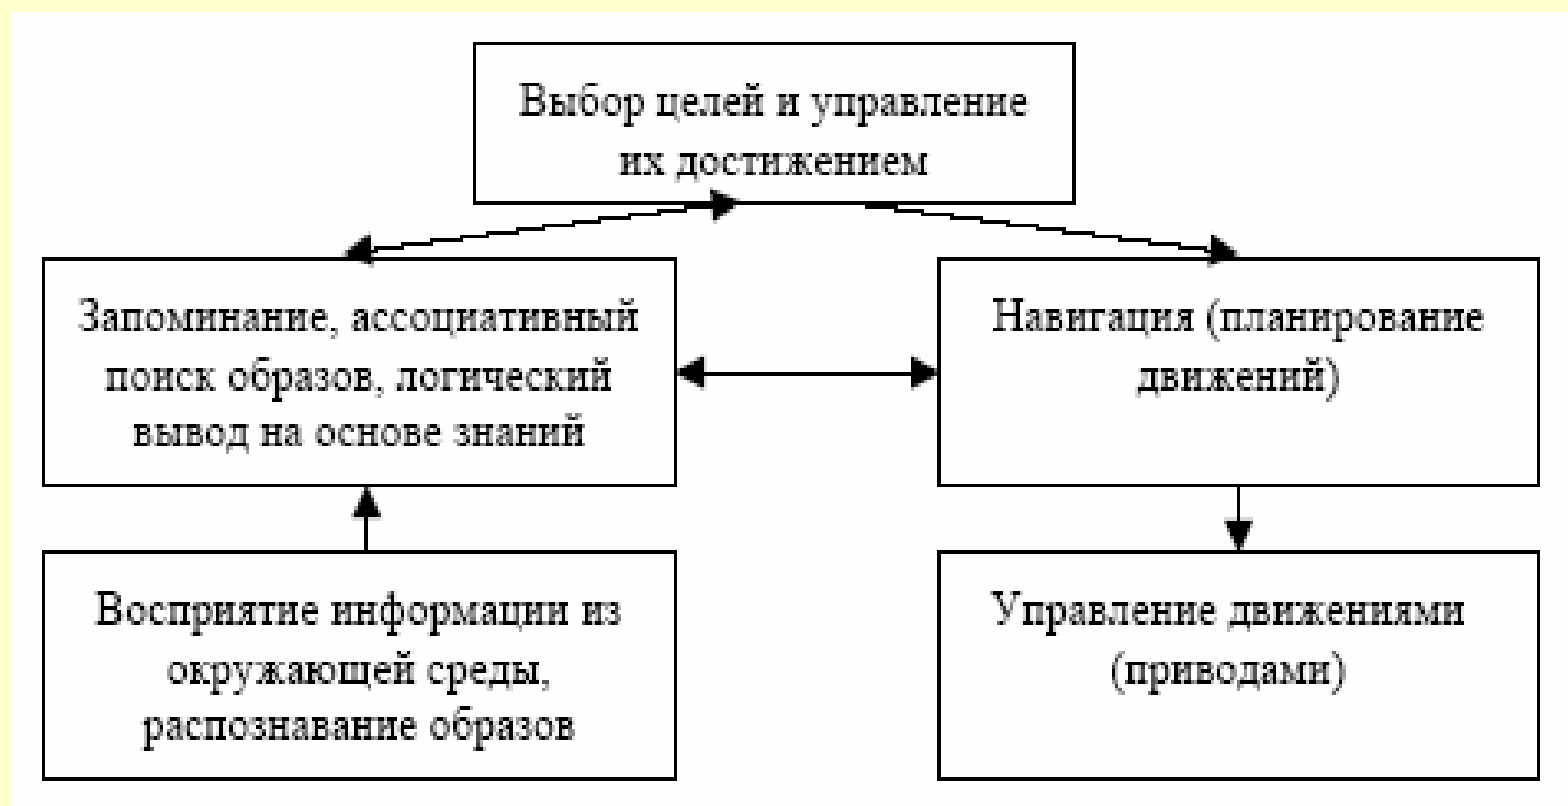 Выбор целей и управление
их достижением
Запоминание, ассоциативный
поиск образов, логический
вывод на основе знаний
Навигация (планирование
движений)
Восприятие информации из
окружающей среды,
распознавание образов
Управление движениями
(приводами)